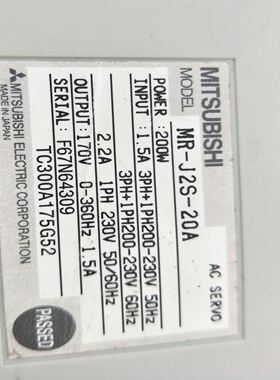 MITSUBISHI AC SERVO
MODEL MR-J2S-20A
POWER :200W
INPUT :1.5A 3PH+1PH200-230V 50Hz
3PH+1PH200-230V 60Hz
2.2A 1PH 230V 50/60Hz
OUTPUT:170V 0-360Hz 1.5A
SERIAL: F67N64309
TC300A175G52
MITSUBISHI ELECTRIC CORPORATION
MADE IN JAPAN
PASSED